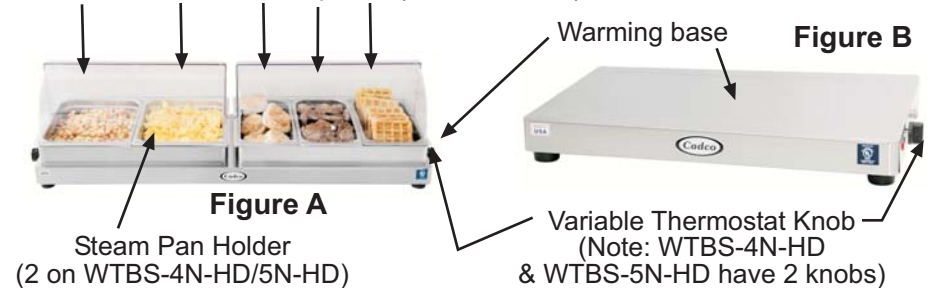 Warming base
Figure B
USA
Cadco
Cadco
Figure A
Steam Pan Holder
(2 on WTBS-4N-HD/5N-HD)
Variable Thermostat Knob
(Note: WTBS-4N-HD
& WTBS-5N-HD have 2 knobs)